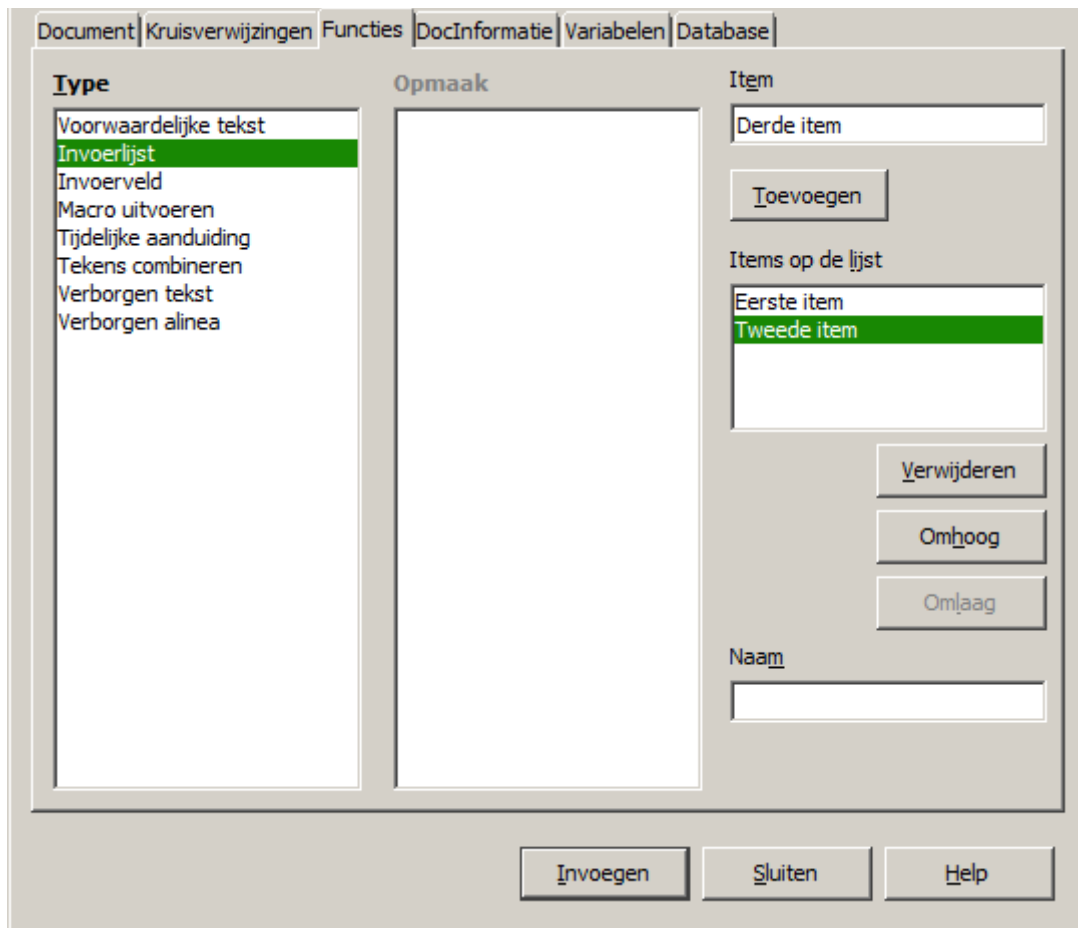 Document Kruisverwijzingen Functies DocInformatie Variabelen Database
Type
Voorwaardelijke tekst
Invoerlijst
Invoerveld
Macro uitvoeren
Tijdelijke aanduiding
Tekens combineren
Verborgen tekst
Verborgen alinea
Opmaak
Item
Derde item
Toevoegen
Items op de lijst
Eerste item
Tweede item
Verwijderen
Omhoog
Omlaag
Naam
Invoegen Sluiten Help